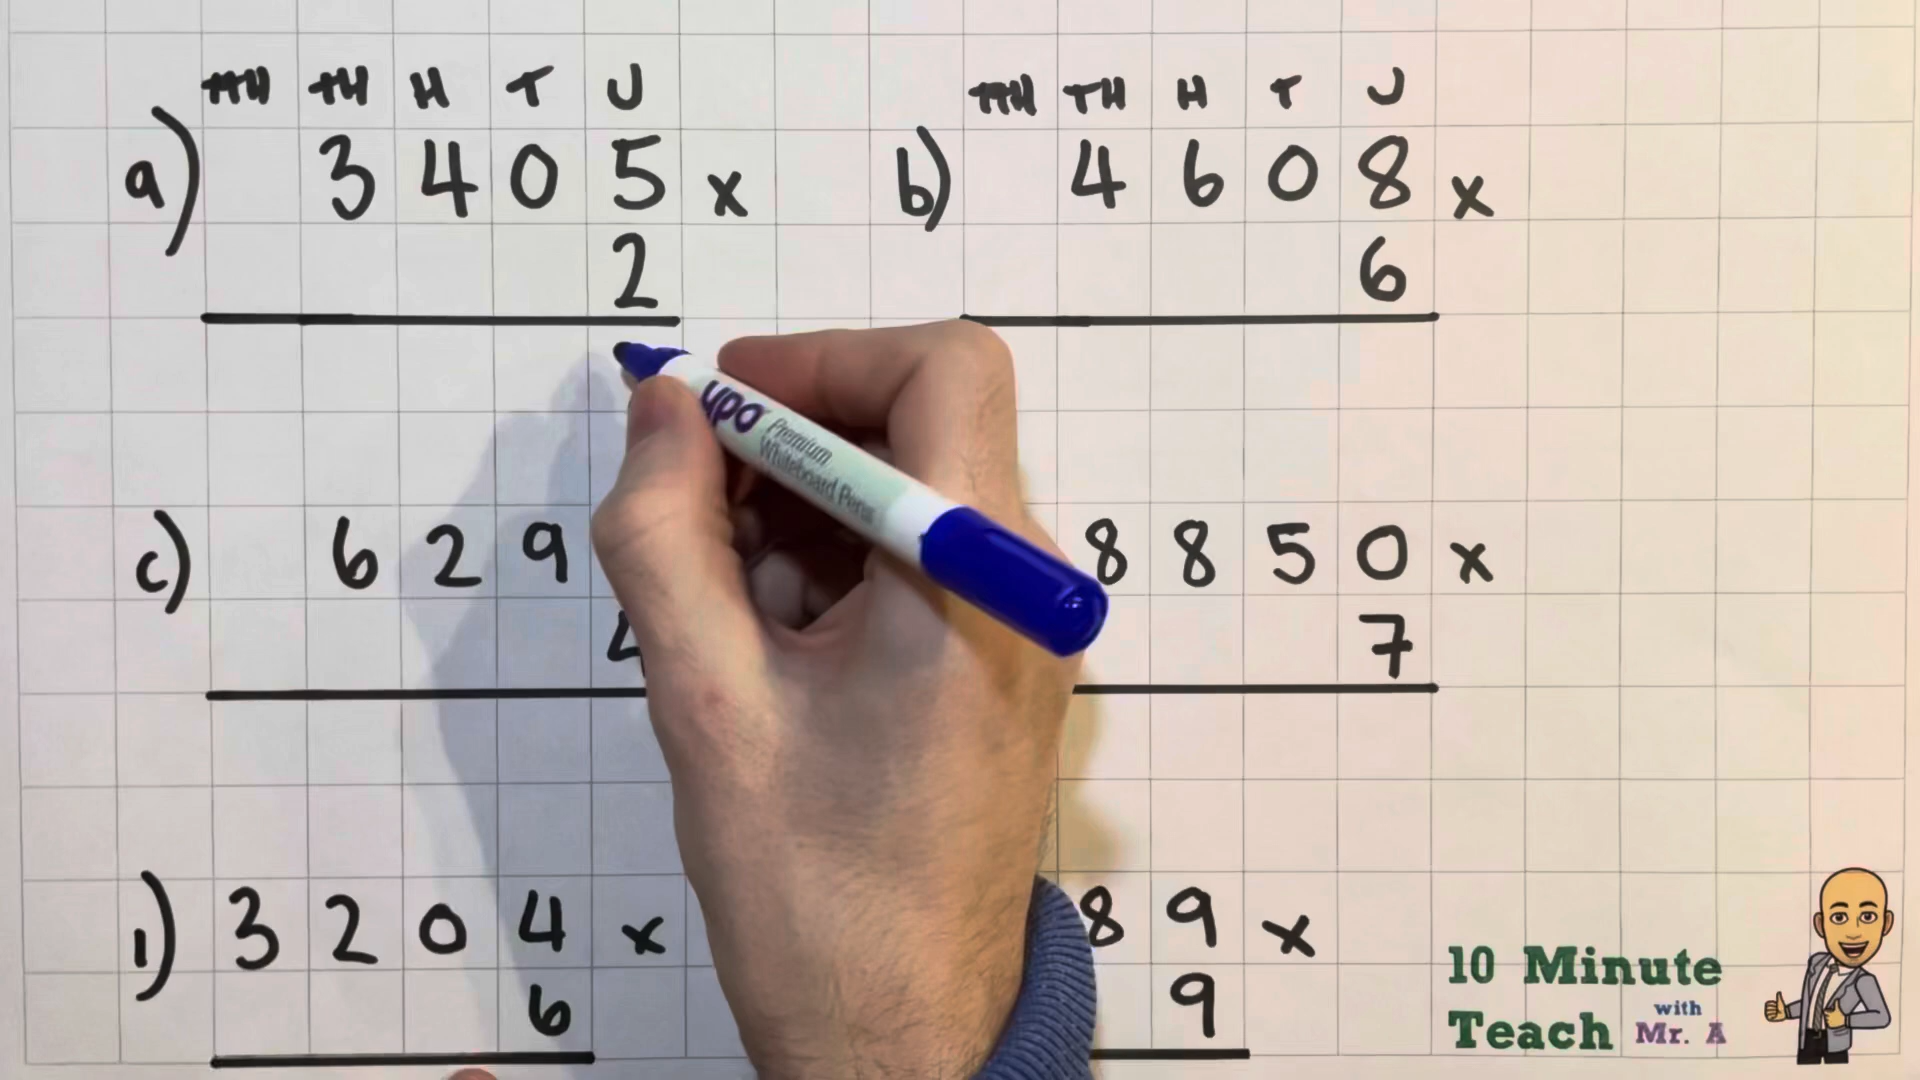 TTH TH H T U
a) 3 4 0 5 x
2
TTH TH H T U
b) 4 6 0 8 x
6
ypo Premium
Whiteboard Pens
c) 6 2 9
8 8 5 0 x
7
1) 3 2 0 4 x
6
8 9 x
9
10 Minute
Teach with
Mr. A